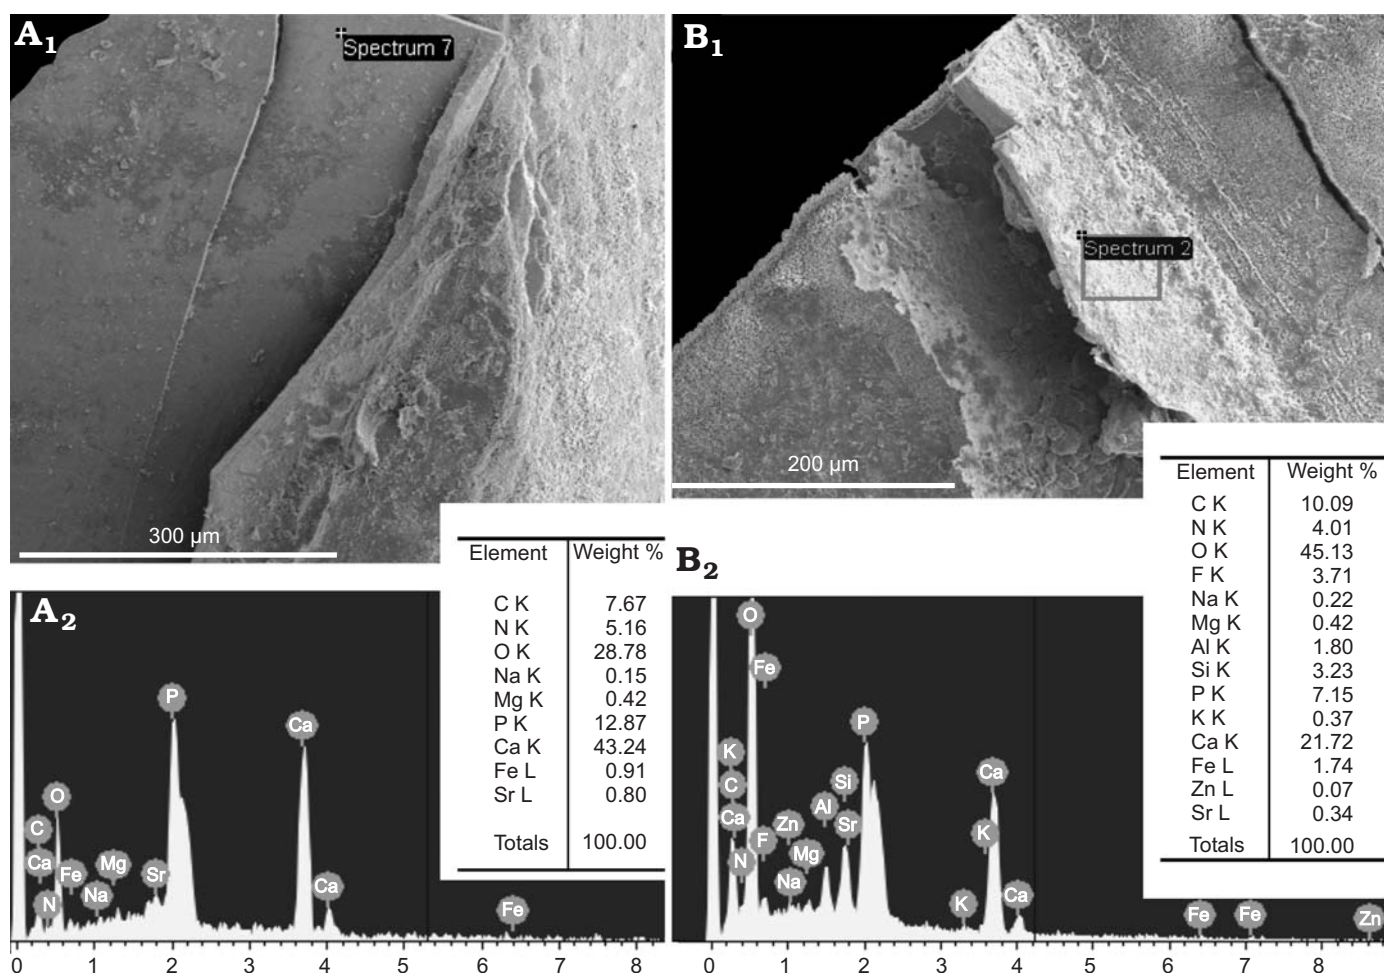 A1
Spectrum 7
300 µm
B1
Spectrum 2
200 µm
Element Weight %
C K 7.67
N K 5.16
O K 28.78
Na K 0.15
Mg K 0.42
P K 12.87
Ca K 43.24
Fe L 0.91
Sr L 0.80
Totals 100.00
Element Weight %
C K 10.09
N K 4.01
O K 45.13
F K 3.71
Na K 0.22
Mg K 0.42
Al K 1.80
Si K 3.23
P K 7.15
K K 0.37
Ca K 21.72
Fe L 1.74
Zn L 0.07
Sr L 0.34
Totals 100.00
A2
P
Ca
O
C
Ca
Fe
Mg
Sr
Na
N
Ca
Fe
0 1 2 3 4 5 6 7 8
B2
O
Fe
P
K
C
Ca
Si
Al
Ca
Zn
Sr
K
F
N
Mg
Na
K
Ca
Fe
Fe
Zn
0 1 2 3 4 5 6 7 8